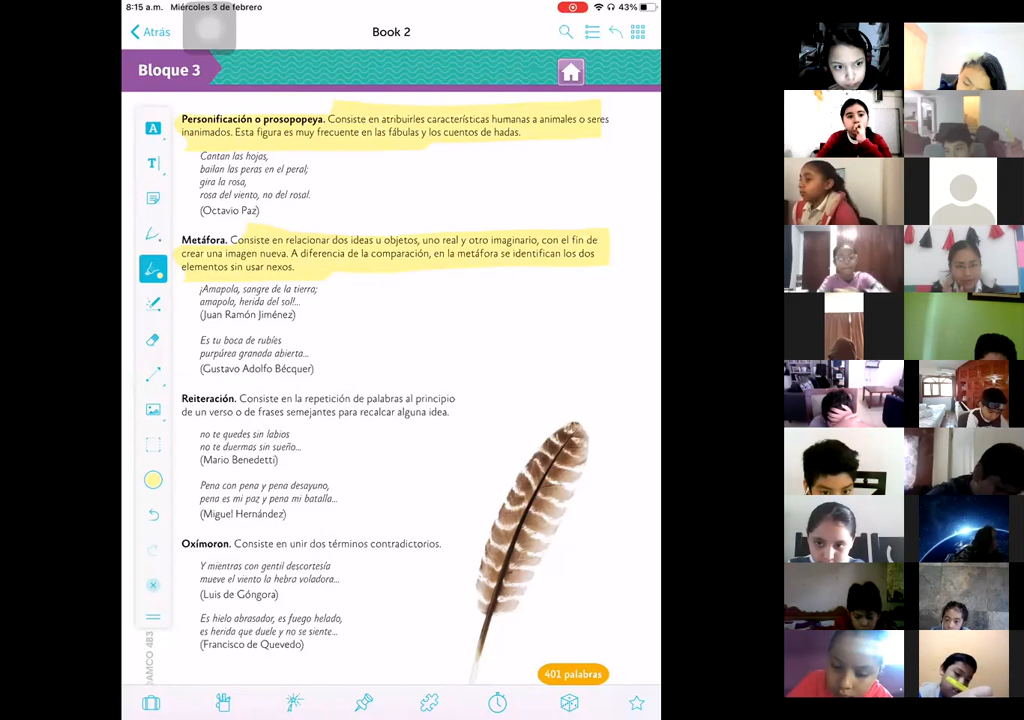 8:15 a.m. Miércoles 3 de febrero
43%
Atrás
Book 2
Bloque 3
A
T
Personificación o prosopopeya. Consiste en atribuirles características humanas a animales o seres
inanimados. Esta figura es muy frecuente en las fábulas y los cuentos de hadas.
Cantan las hojas,
bailan las peras en el peral;
gira la rosa,
rosa del viento, no del rosal.
(Octavio Paz)
Metáfora. Consiste en relacionar dos ideas u objetos, uno real y otro imaginario, con el fin de
crear una imagen nueva. A diferencia de la comparación, en la metáfora se identifican los dos
elementos sin usar nexos.
¡Amapola, sangre de la tierra;
amapola, herida del sol!...
(Juan Ramón Jiménez)
Es tu boca de rubíes
purpúrea granada abierta...
(Gustavo Adolfo Bécquer)
Reiteración. Consiste en la repetición de palabras al principio
de un verso o de frases semejantes para recalcar alguna idea.
no te quedes sin labios
no te duermas sin sueño...
(Mario Benedetti)
Pena con pena y pena desayuno,
pena es mi paz y pena mi batalla...
(Miguel Hernández)
Oxímoron. Consiste en unir dos términos contradictorios.
Y mientras con gentil descortesía
mueve el viento la hebra voladora...
(Luis de Góngora)
Es hielo abrasador, es fuego helado,
es herida que duele y no se siente...
(Francisco de Quevedo)
AMCO 4B3
401 palabras